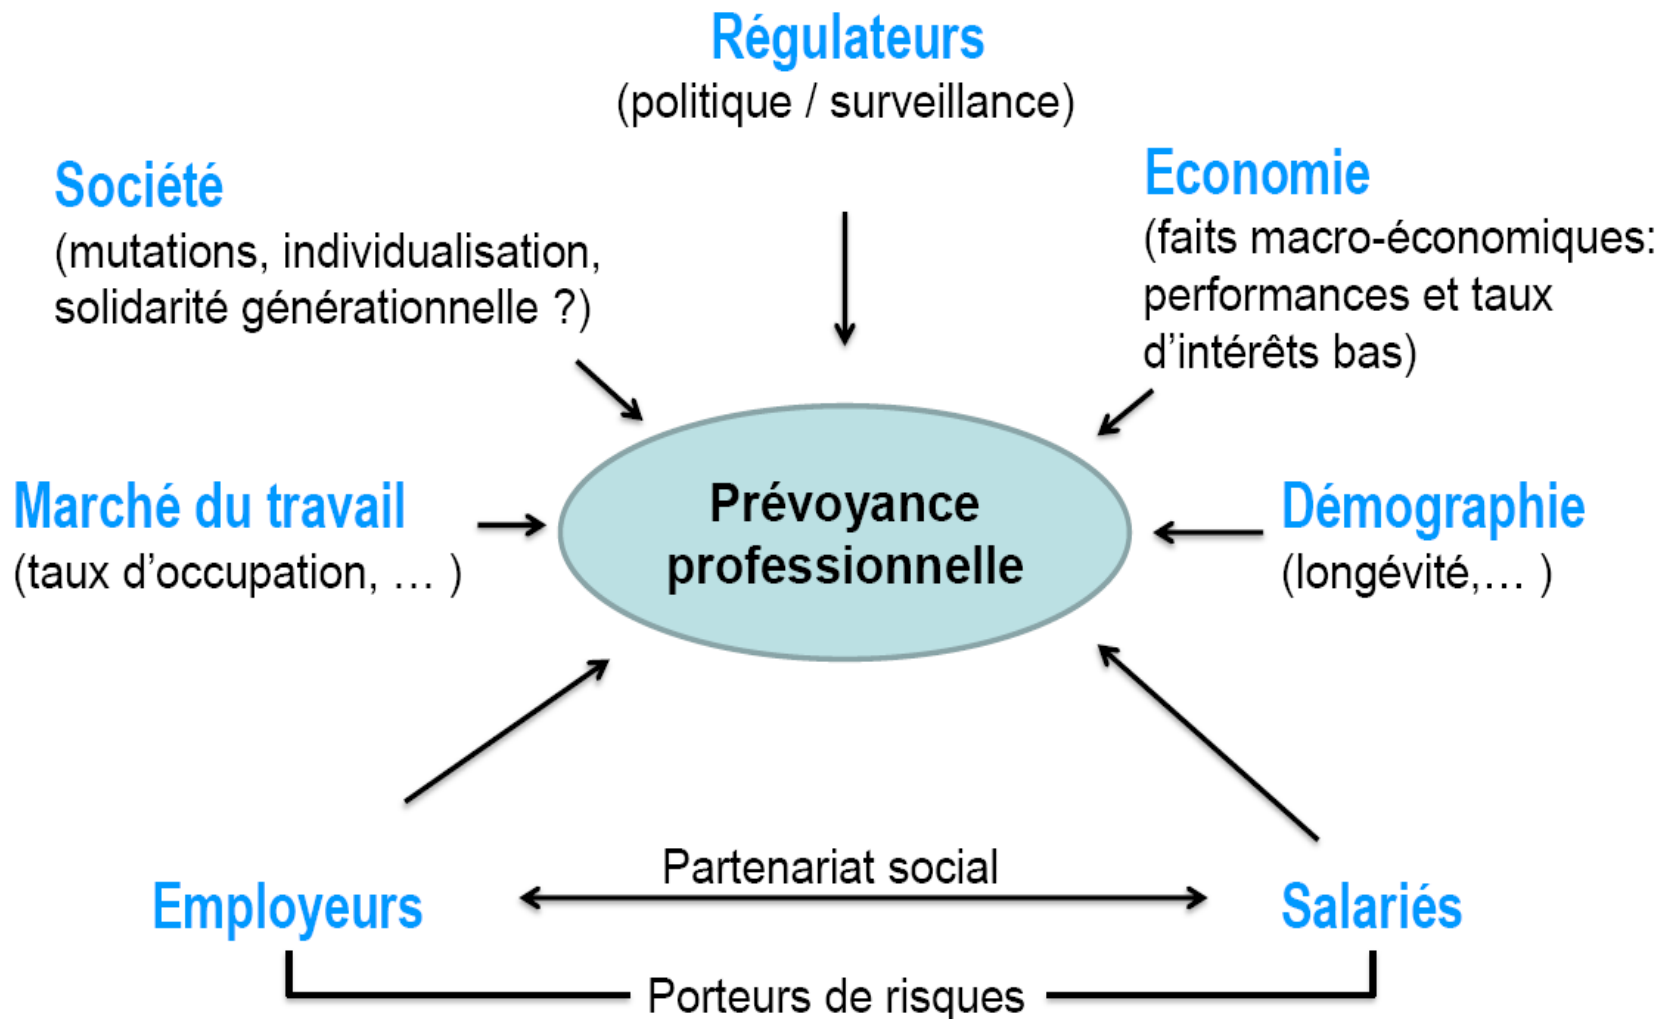 Régulateurs
(politique / surveillance)
Société
(mutations, individualisation,
solidarité générationnelle ?)
Economie
(faits macro-économiques:
performances et taux
d'intérêts bas)
Marché du travail
(taux d'occupation, … )
Prévoyance
professionnelle
Démographie
(longévité,… )
Partenariat social
Employeurs
Salariés
Porteurs de risques